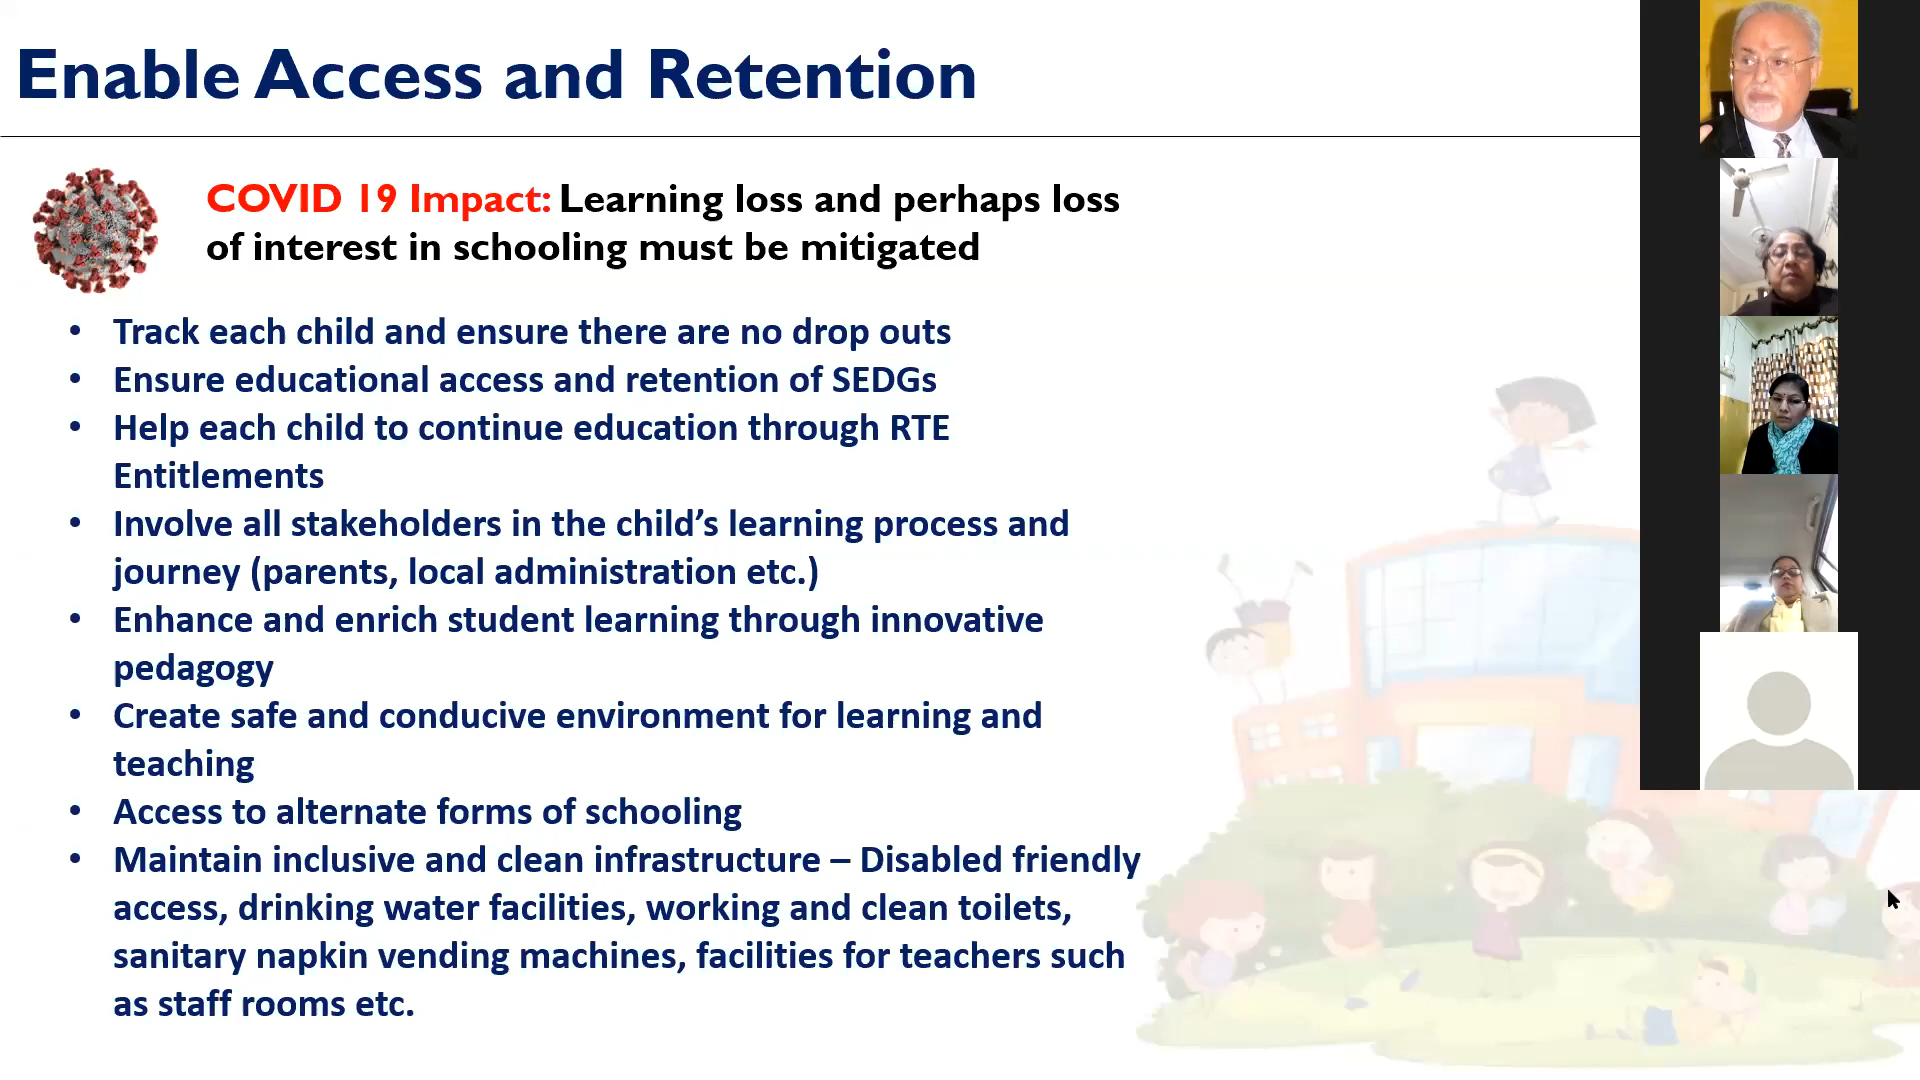 Enable Access and Retention
COVID 19 Impact: Learning loss and perhaps loss
of interest in schooling must be mitigated
• Track each child and ensure there are no drop outs
• Ensure educational access and retention of SEDGs
• Help each child to continue education through RTE
Entitlements
• Involve all stakeholders in the child’s learning process and
journey (parents, local administration etc.)
• Enhance and enrich student learning through innovative
pedagogy
• Create safe and conducive environment for learning and
teaching
• Access to alternate forms of schooling
• Maintain inclusive and clean infrastructure – Disabled friendly
access, drinking water facilities, working and clean toilets,
sanitary napkin vending machines, facilities for teachers such
as staff rooms etc.